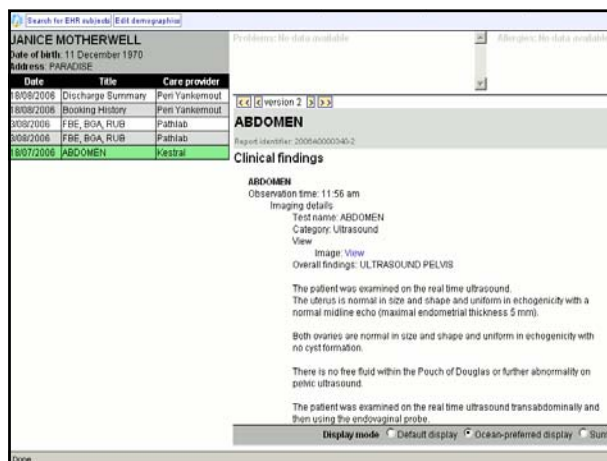 Search for EHR subjects Edit demographics
JANICE MOTHERWELL
Date of birth: 11 December 1970
Address: PARADISE
Date Title Care provider
18/08/2006 Discharge Summary Peri Yankemout
18/08/2006 Booking History Peri Yankemout
3/08/2006 FBE, BGA, RUB Pathlab
3/08/2006 FBE, BGA, RUB Pathlab
18/07/2006 ABDOMEN Kestral
Problems: No data available
Allergies: No data available
<< < version 2 > >>
ABDOMEN
Report identifier:
Clinical findings
ABDOMEN
Observation time: 11:56 am
Imaging details
Test name: ABDOMEN
Category: Ultrasound
View
Image: View
Overall findings: ULTRASOUND PELVIS
The patient was examined on the real time ultrasound.
The uterus is normal in size and shape and uniform in echogenicity with a
normal midline echo (maximal endometrial thickness 5 mm).
Both ovaries are normal in size and shape and uniform in echogenicity with
no cyst formation.
There is no free fluid within the Pouch of Douglas or further abnormality on
pelvic ultrasound.
The patient was examined on the real time ultrasound transabdominally and
then using the endovaginal probe.
Display mode Default display Ocean-preferred display Sum
Done